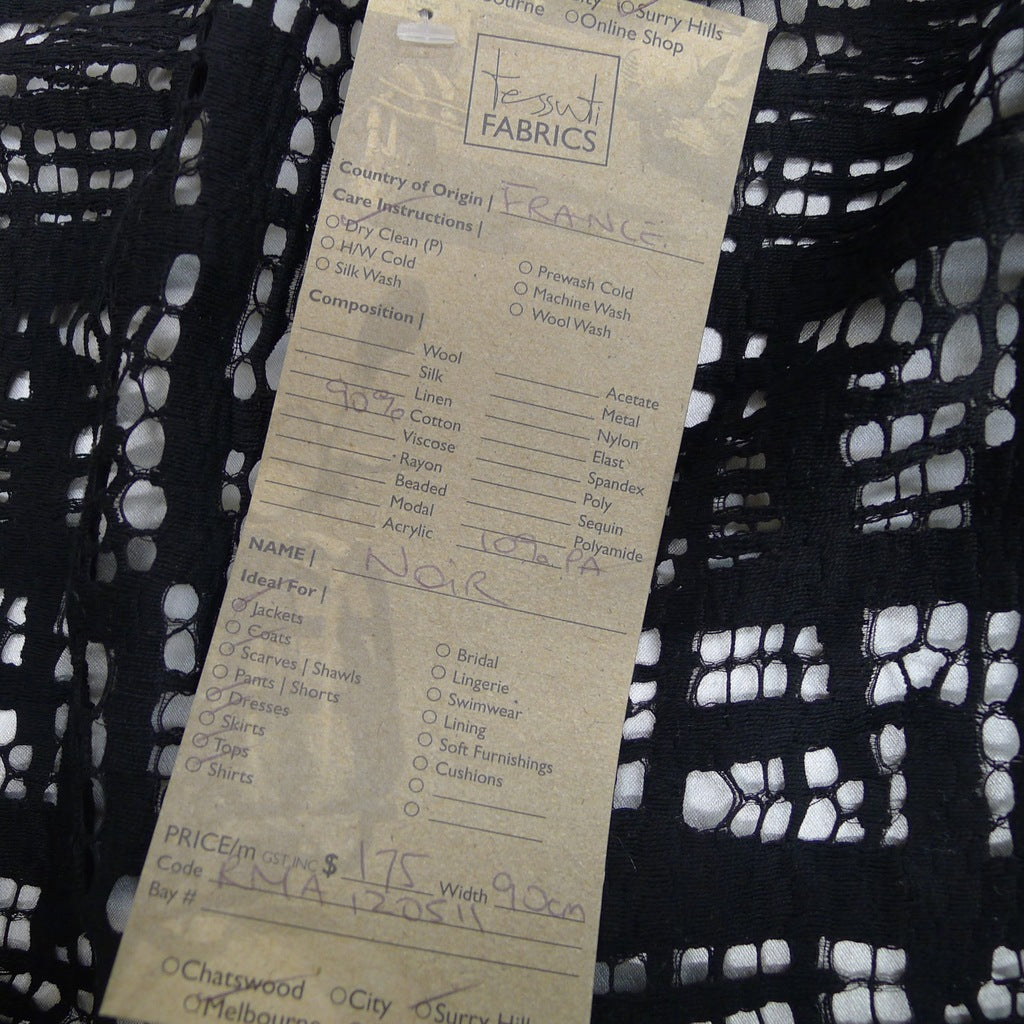 Surry Hills
Online Shop
tessuti
FABRICS
Country of Origin | FRANCE
Care Instructions |
Dry Clean (P)
H/W Cold
Silk Wash
Prewash Cold
Machine Wash
Wool Wash
Composition |
Wool
Silk
Linen
90% Cotton
Viscose
Rayon
Beaded
Modal
Acrylic
Acetate
Metal
Nylon
Elast
Spandex
Poly
Sequin
Polyamide
10% PA
NAME | NOIR
Ideal For |
Jackets
Coats
Scarves | Shawls
Pants | Shorts
Dresses
Skirts
Tops
Shirts
Bridal
Lingerie
Swimwear
Lining
Soft Furnishings
Cushions
PRICE/m GST INC $ 175 Width 90cm
Code RMA 120511
Bay #
Chatswood City Surry Hill
Melbourne